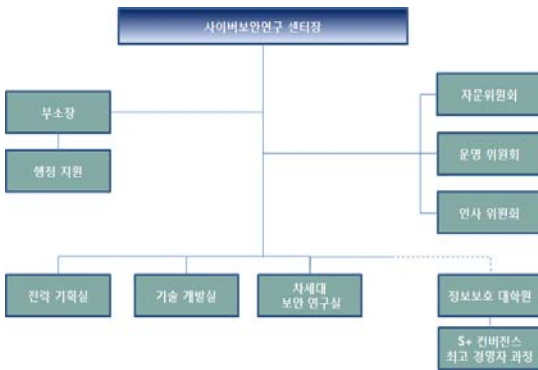 사이버보안연구 센터장
부소장
행정 지원
자문위원회
운영 위원회
인사 위원회
전략 기획실
기술 개발실
차세대
보안 연구실
정보보호 대학원
S+ 컨버전스
최고 경영자 과정